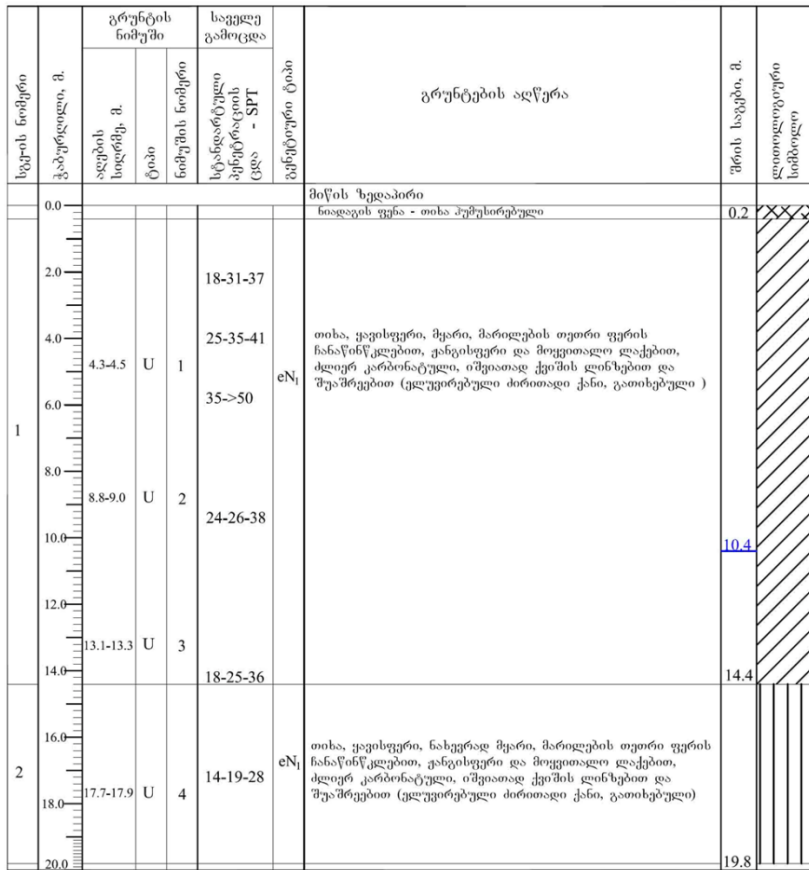 გრუნტის
ნიმუში
საველე
გამოცდა
სგე-ის ნომერი
ჭაბურღილი, მ.
აღების
სიღრმე, მ.
ტიპი
ნიმუშის ნომერი
სტანდარტული
პენეტრაციის
ცდა - SPT
გენეტიური ტიპი
გრუნტების აღწერა
შრის საგები, მ.
ლითოლოგიური
სიმბოლო
მიწის ზედაპირი
0.0
ნიადაგის ფენა - თიხა ჰუმუსირებული
0.2
2.0
18-31-37
4.0
25-35-41
4.3-4.5
U
1
35->50
6.0
1
eN1
თიხა, ყავისფერი, მყარი, მარილების თეთრი ფერის
ჩანაწინწკლებით, ჟანგისფერი და მოყვითალო ლაქებით,
ძლიერ კარბონატული, იშვიათად ქვიშის ლინზებით და
შუაშრეებით (ელუვირებული ძირითადი ქანი, გათიხებული )
8.0
8.8-9.0
U
2
24-26-38
10.0
10.4
12.0
13.1-13.3
U
3
14.0
18-25-36
14.4
16.0
2
14-19-28
eN1
თიხა, ყავისფერი, ნახევრად მყარი, მარილების თეთრი ფერის
ჩანაწინწკლებით, ჟანგისფერი და მოყვითალო ლაქებით,
ძლიერ კარბონატული, იშვიათად ქვიშის ლინზებით და
შუაშრეებით (ელუვირებული ძირითადი ქანი, გათიხებული)
17.7-17.9
U
4
18.0
19.8
20.0